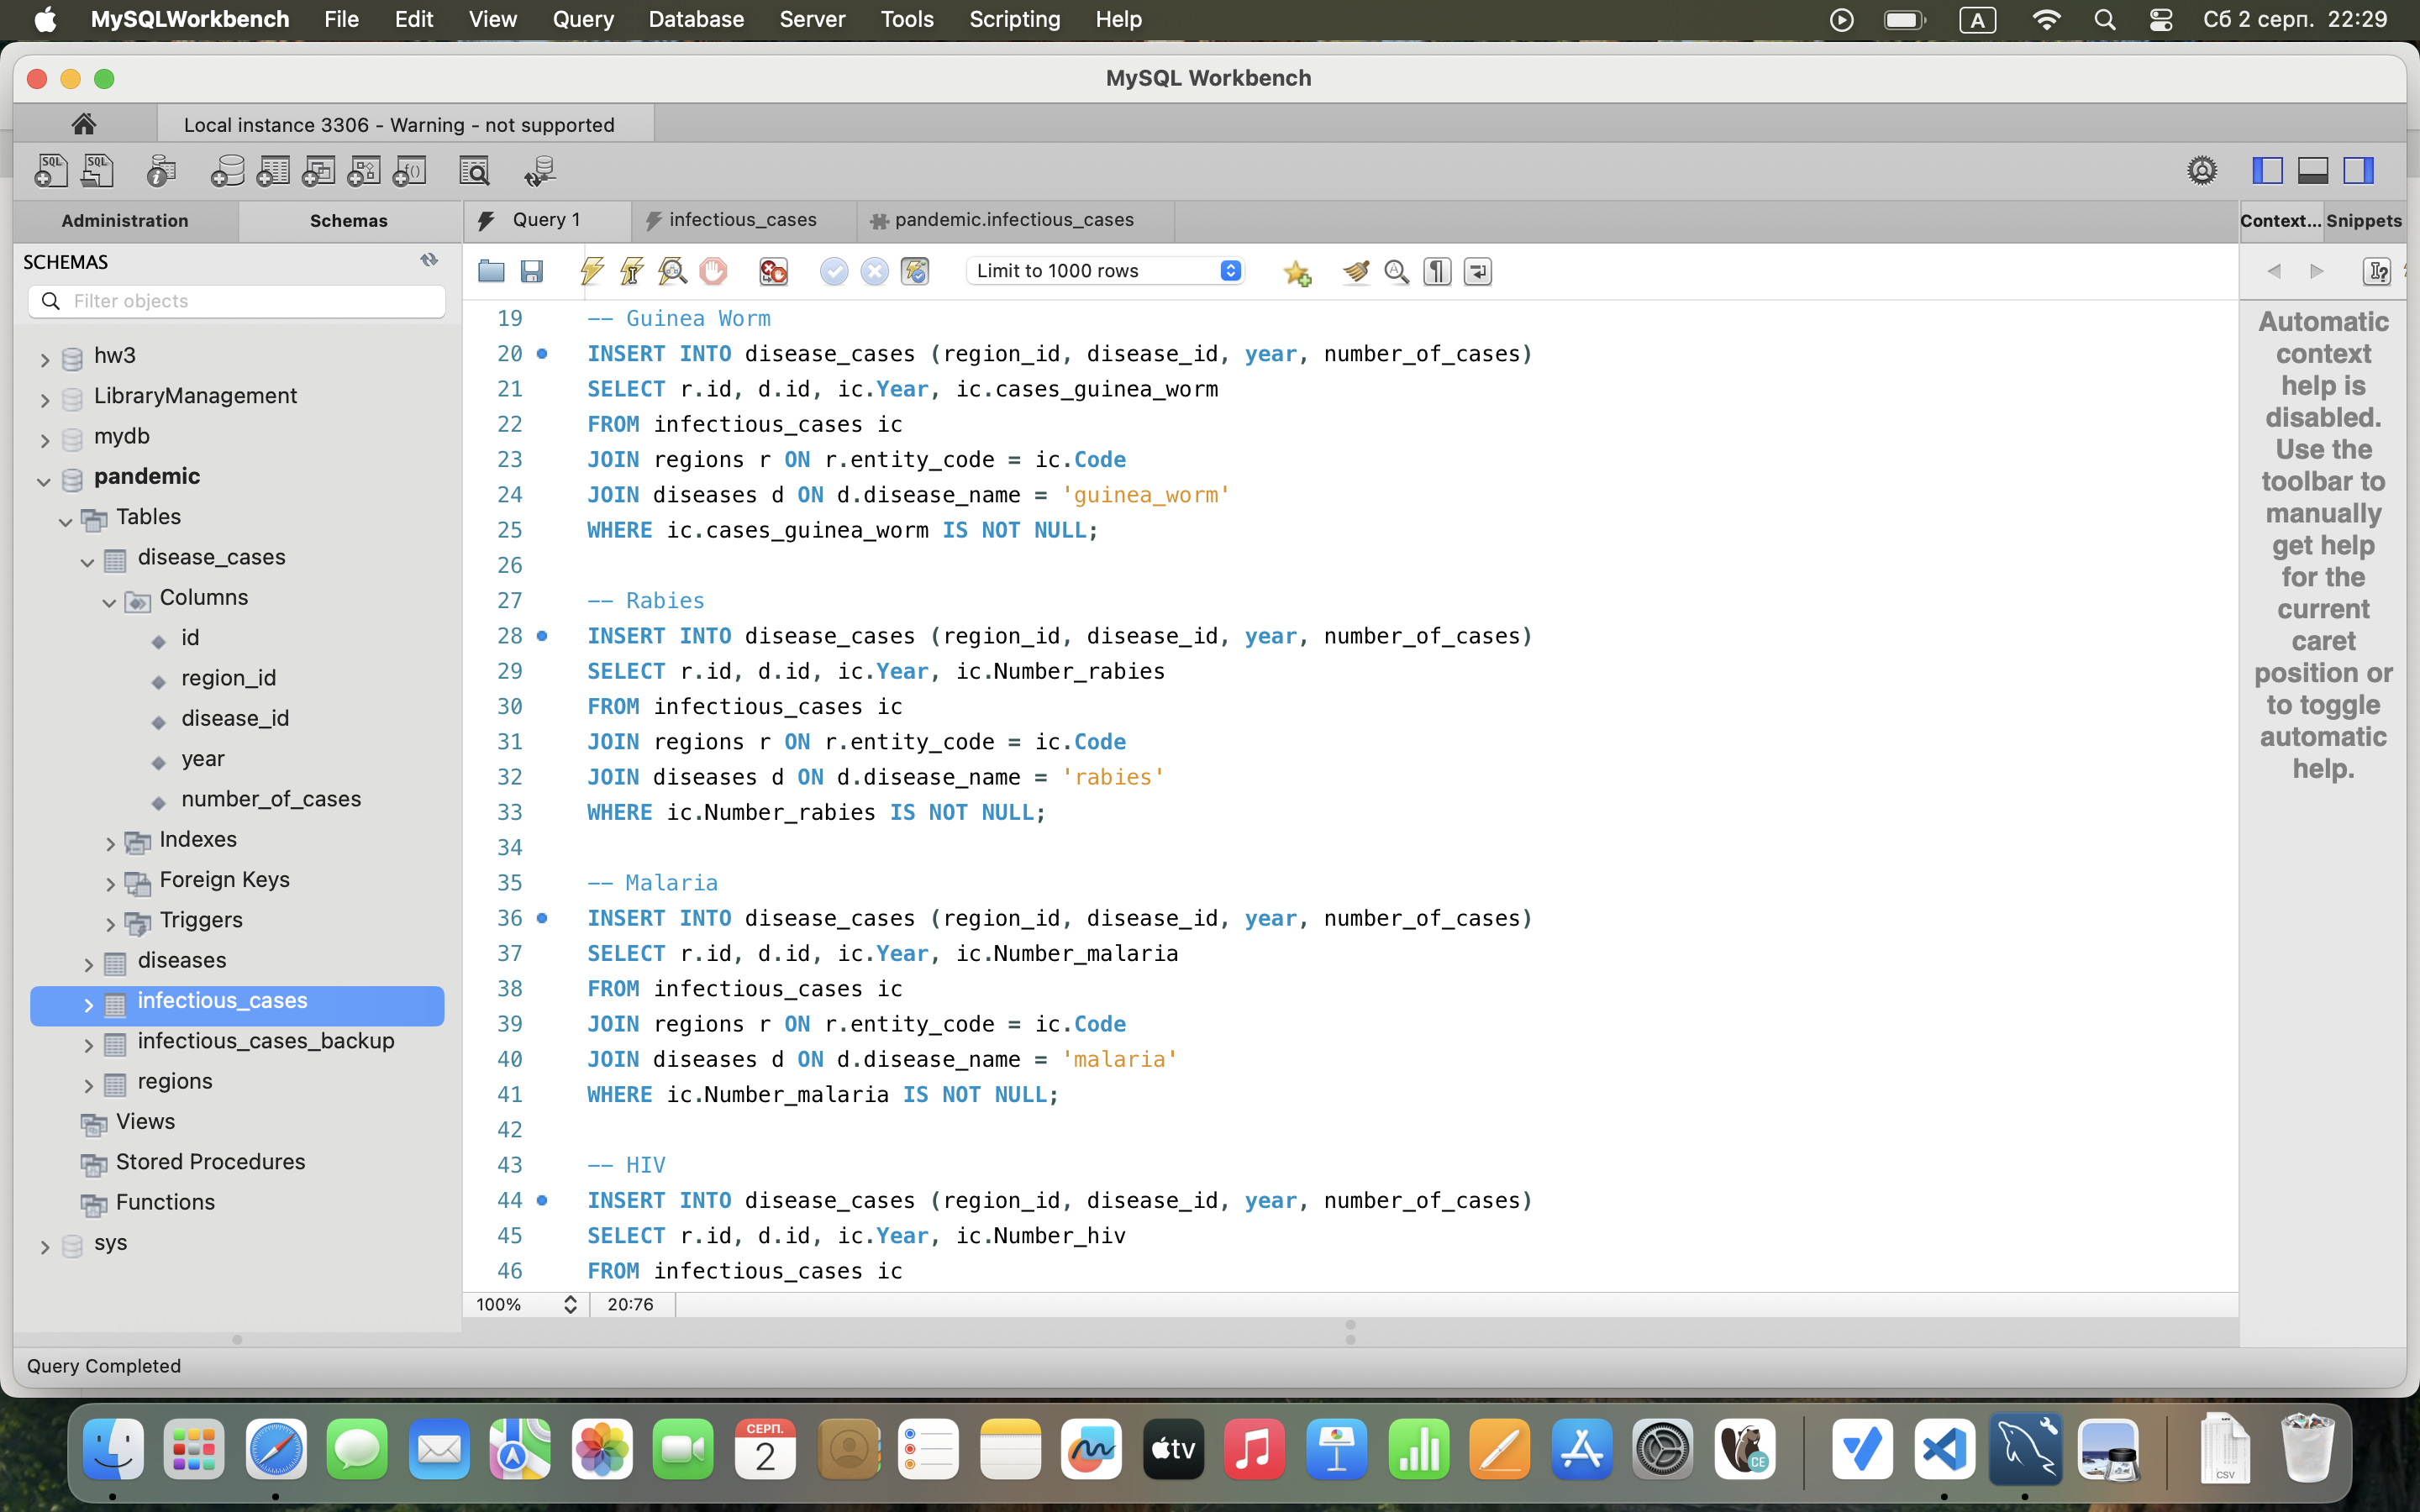 MySQLWorkbench File Edit View Query Database Server Tools Scripting Help A Сб 2 серп. 22:29
MySQL Workbench
Local instance 3306 - Warning - not supported
Administration Schemas
SCHEMAS
Filter objects
hw3
LibraryManagement
mydb
pandemic
Tables
disease_cases
Columns
id
region_id
disease_id
year
number_of_cases
Indexes
Foreign Keys
Triggers
diseases
infectious_cases
infectious_cases_backup
regions
Views
Stored Procedures
Functions
sys
Query 1 infectious_cases pandemic.infectious_cases
Limit to 1000 rows
19 -- Guinea Worm
20 INSERT INTO disease_cases (region_id, disease_id, year, number_of_cases)
21 SELECT r.id, d.id, ic.Year, ic.cases_guinea_worm
22 FROM infectious_cases ic
23 JOIN regions r ON r.entity_code = ic.Code
24 JOIN diseases d ON d.disease_name = 'guinea_worm'
25 WHERE ic.cases_guinea_worm IS NOT NULL;
26
27 -- Rabies
28 INSERT INTO disease_cases (region_id, disease_id, year, number_of_cases)
29 SELECT r.id, d.id, ic.Year, ic.Number_rabies
30 FROM infectious_cases ic
31 JOIN regions r ON r.entity_code = ic.Code
32 JOIN diseases d ON d.disease_name = 'rabies'
33 WHERE ic.Number_rabies IS NOT NULL;
34
35 -- Malaria
36 INSERT INTO disease_cases (region_id, disease_id, year, number_of_cases)
37 SELECT r.id, d.id, ic.Year, ic.Number_malaria
38 FROM infectious_cases ic
39 JOIN regions r ON r.entity_code = ic.Code
40 JOIN diseases d ON d.disease_name = 'malaria'
41 WHERE ic.Number_malaria IS NOT NULL;
42
43 -- HIV
44 INSERT INTO disease_cases (region_id, disease_id, year, number_of_cases)
45 SELECT r.id, d.id, ic.Year, ic.Number_hiv
46 FROM infectious_cases ic
100% 20:76
Context... Snippets
Automatic
context
help is
disabled.
Use the
toolbar to
manually
get help
for the
current
caret
position or
to toggle
automatic
help.
Query Completed
СЕРП.
2
tv
CE
CSV